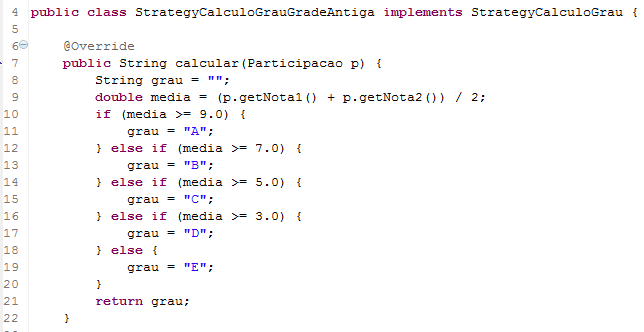 4 public class StrategyCalculoGrauGradeAntiga implements StrategyCalculoGrau {
5
6 @Override
7 public String calcular(Participacao p) {
8 String grau = "";
9 double media = (p.getNota1() + p.getNota2()) / 2;
10 if (media >= 9.0) {
11 grau = "A";
12 } else if (media >= 7.0) {
13 grau = "B";
14 } else if (media >= 5.0) {
15 grau = "C";
16 } else if (media >= 3.0) {
17 grau = "D";
18 } else {
19 grau = "E";
20 }
21 return grau;
22 }